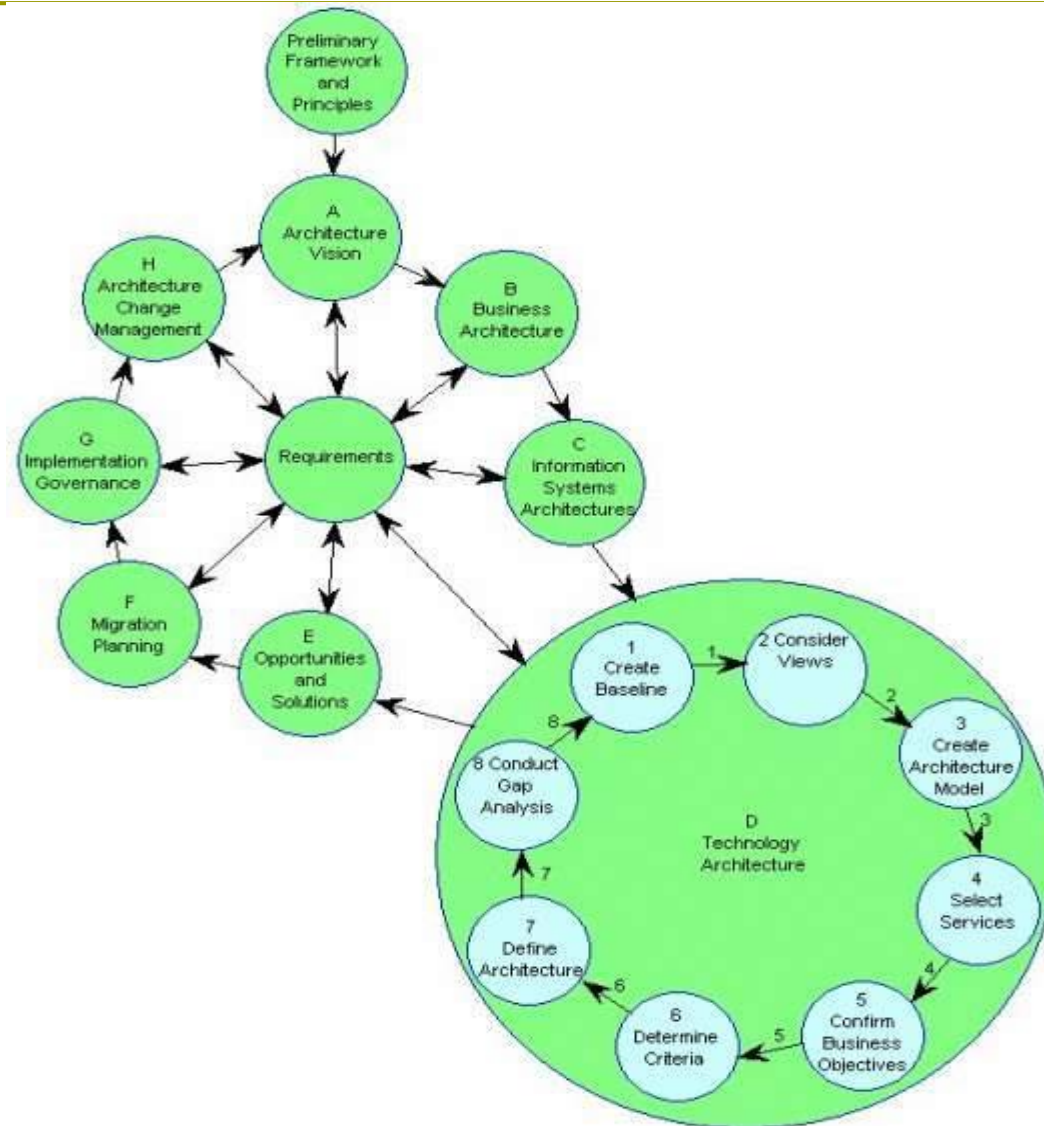 Preliminary
Framework
and
Principles
A
Architecture
Vision
H
Architecture
Change
Management
B
Business
Architecture
G
Implementation
Governance
Requirements
C
Information
Systems
Architectures
F
Migration
Planning
E
Opportunities
and
Solutions
1
Create
Baseline
1
2 Consider
Views
2
3
Create
Architecture
Model
3
8
8 Conduct
Gap
Analysis
D
Technology
Architecture
4
Select
Services
4
7
7
Define
Architecture
6
6
Determine
Criteria
5
5
Confirm
Business
Objectives